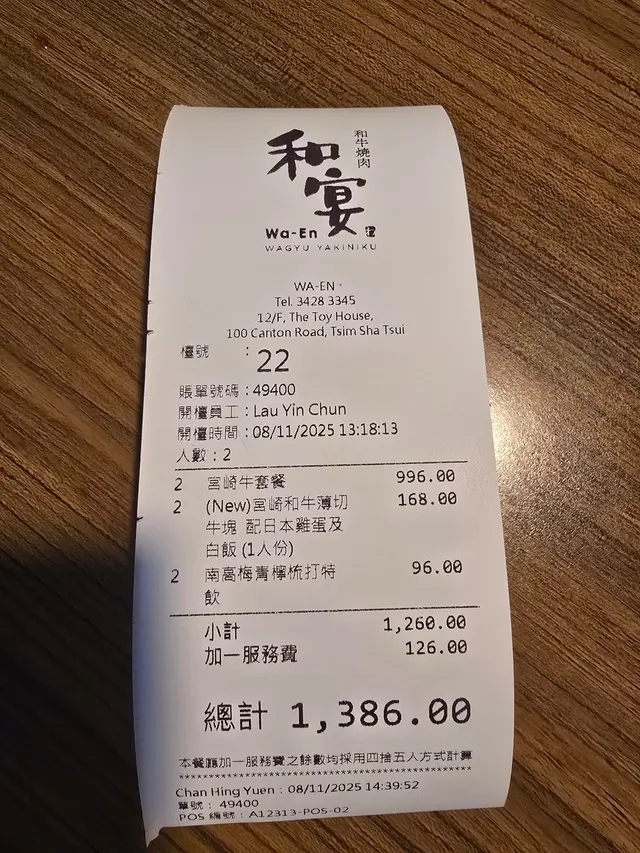 和宴
和牛燒肉
Wa-En
WAGYU YAKINIKU
WA-EN
Tel. 3428 3345
12/F, The Toy House,
100 Canton Road, Tsim Sha Tsui
檯號 : 22
賬單號碼 : 49400
開檯員工 : Lau Yin Chun
開檯時間 : 08/11/2025 13:18:13
人數 : 2
2 宮崎牛套餐 996.00
2 (New)宮崎和牛薄切 168.00
牛塊 配日本雞蛋及
白飯 (1人份)
2 南高梅青檸梳打特 96.00
飲
小計 1,260.00
加一服務費 126.00
總計 1,386.00
本餐廳加一服務費之餘數均採用四捨五入方式計算
**************************************************
Chan Hing Yuen : 08/11/2025 14:39:52
單號 : 49400
POS 編號 : A12313-POS-02